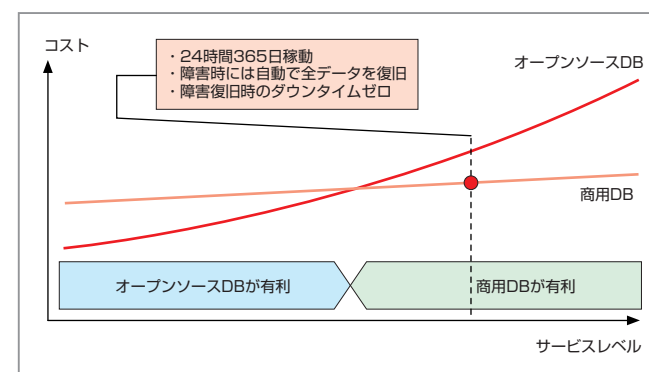 コスト
・24時間365日稼動
・障害時には自動で全データを復旧
・障害復旧時のダウンタイムゼロ
オープンソースDB
商用DB
オープンソースDBが有利
商用DBが有利
サービスレベル